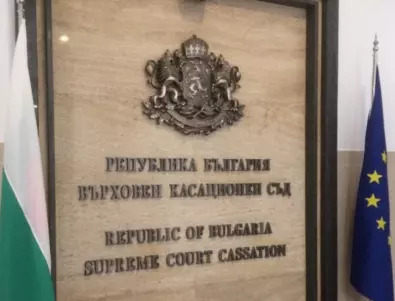 РЕПУБЛИКА БЪЛГАРИЯ
ВЪРХОВЕН КАСАЦИОНЕН СЪД
REPUBLIC OF BULGARIA
SUPREME COURT CASSATION